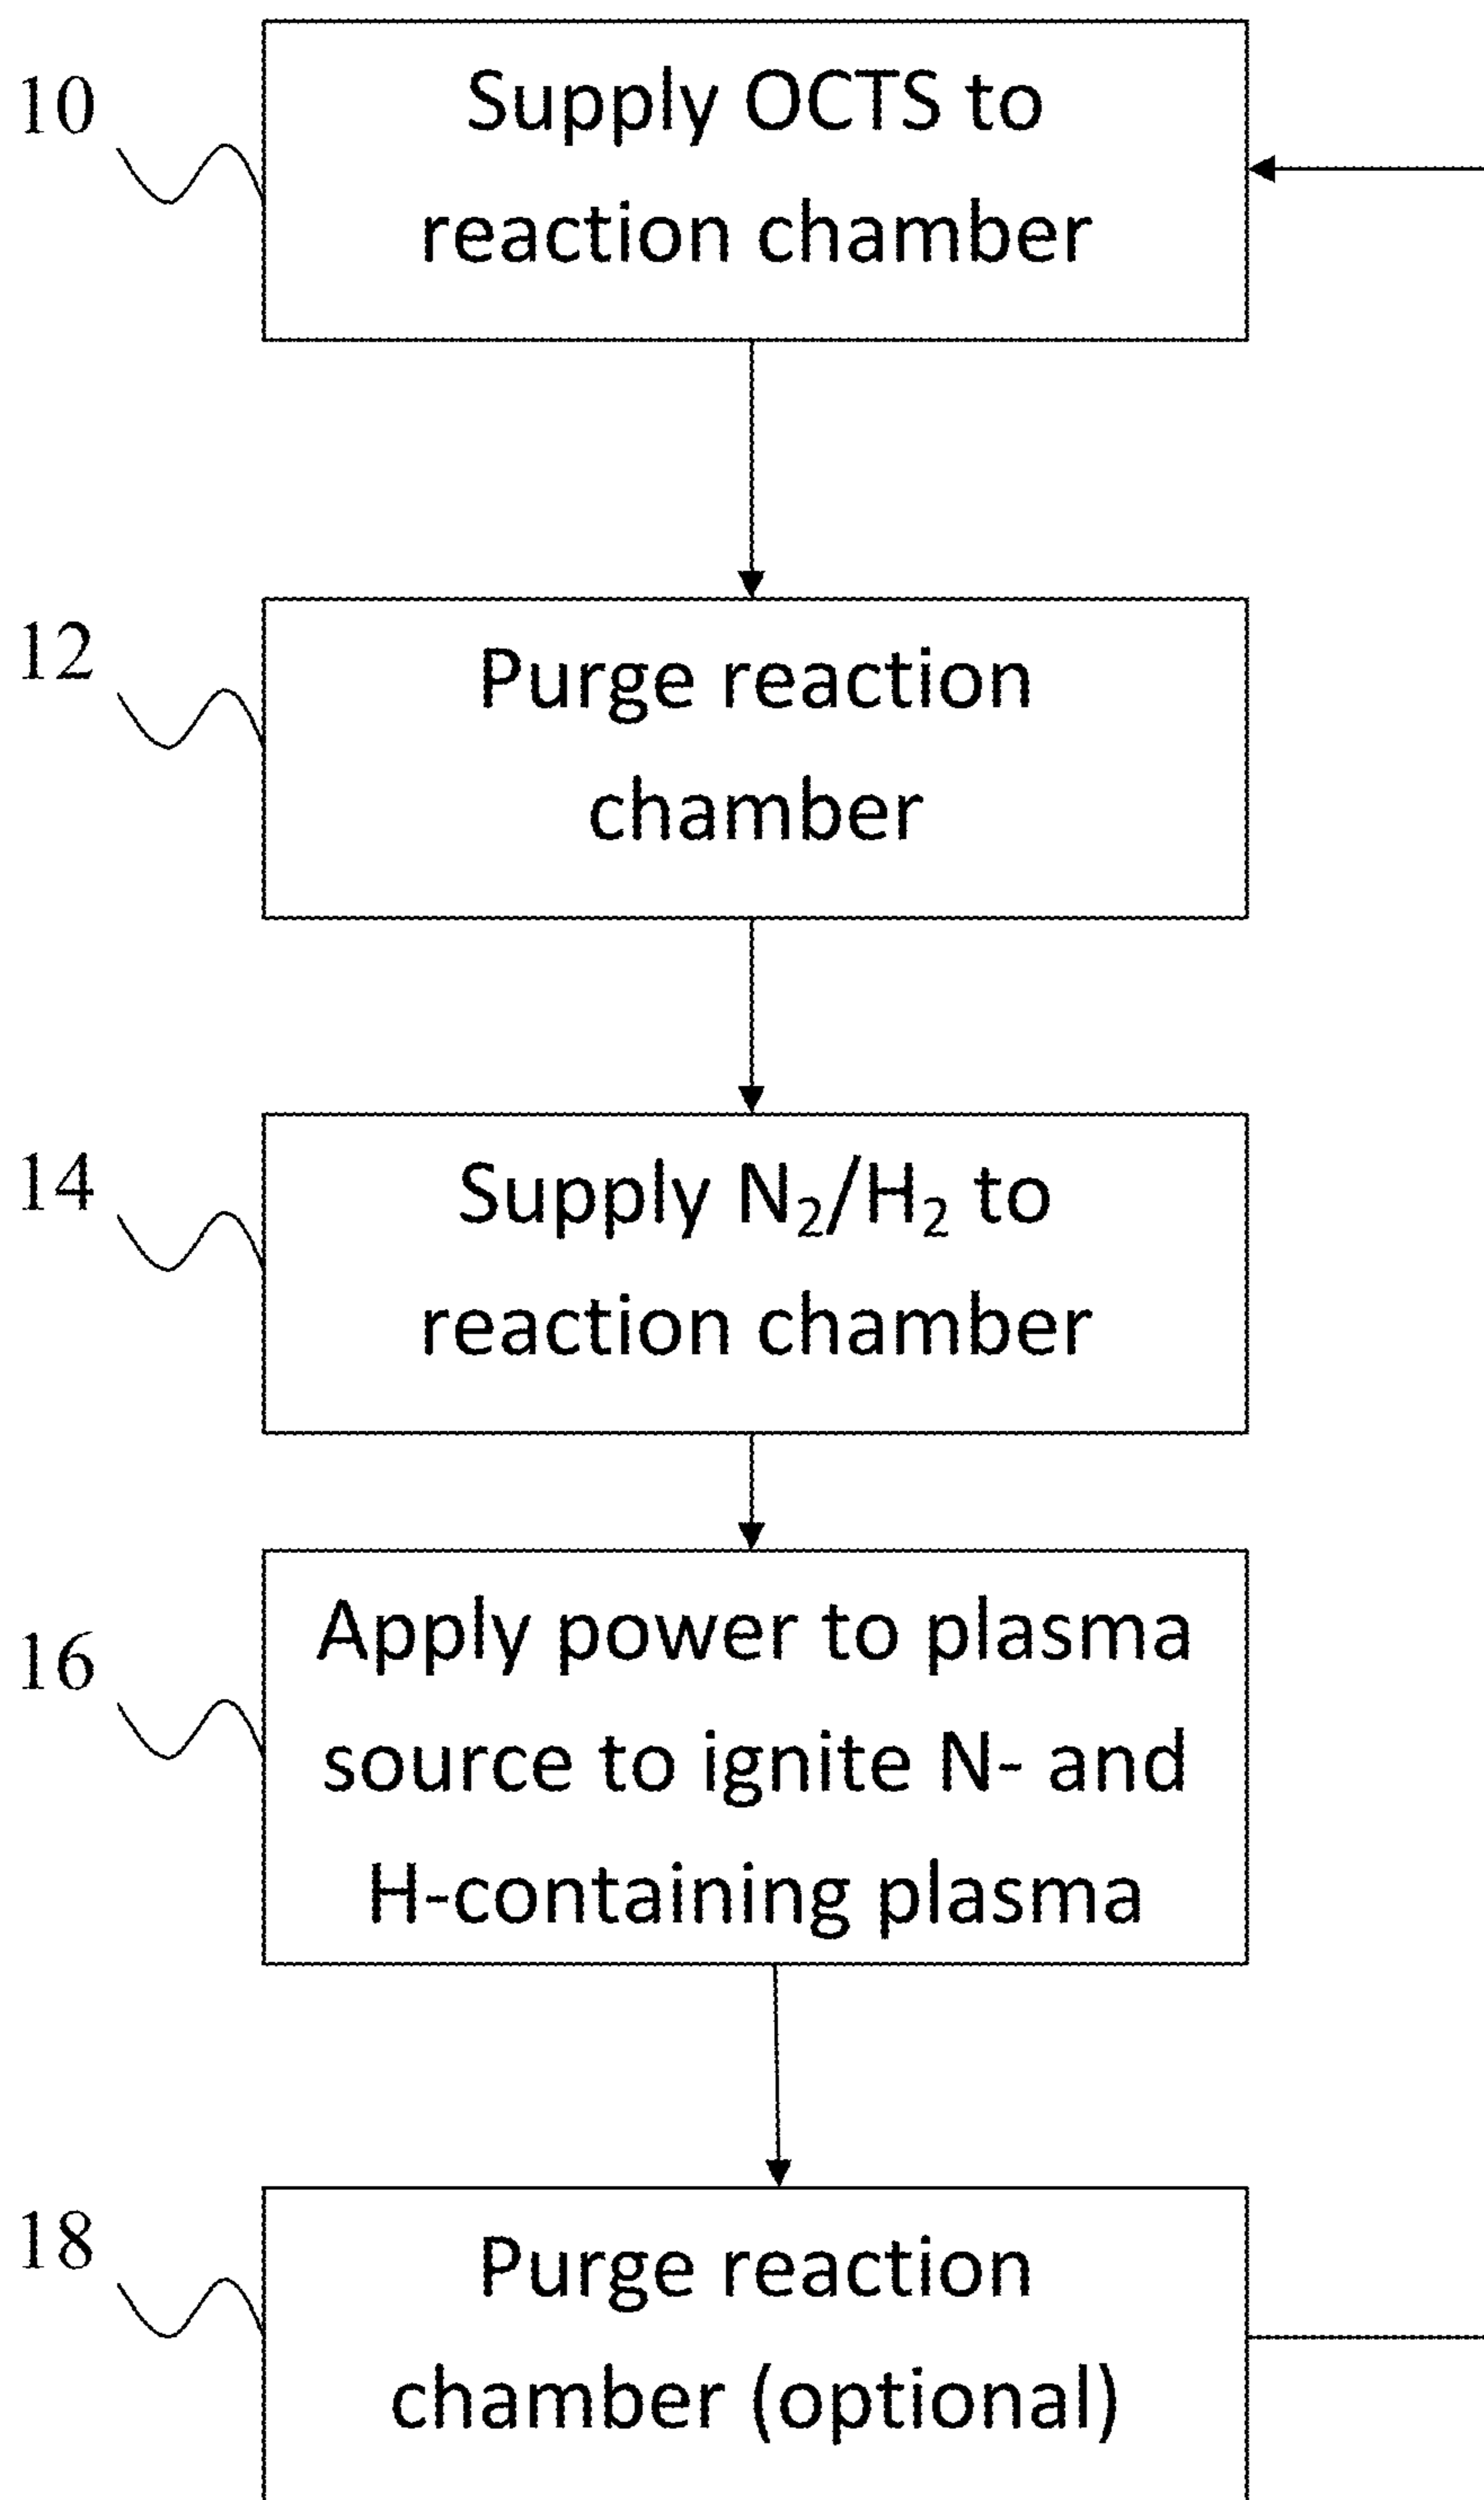 10
Supply OCTS to
reaction chamber
12
Purge reaction
chamber
14
Supply N₂/H₂ to
reaction chamber
16
Apply power to plasma
source to ignite N- and
H-containing plasma
18
Purge reaction
chamber (optional)